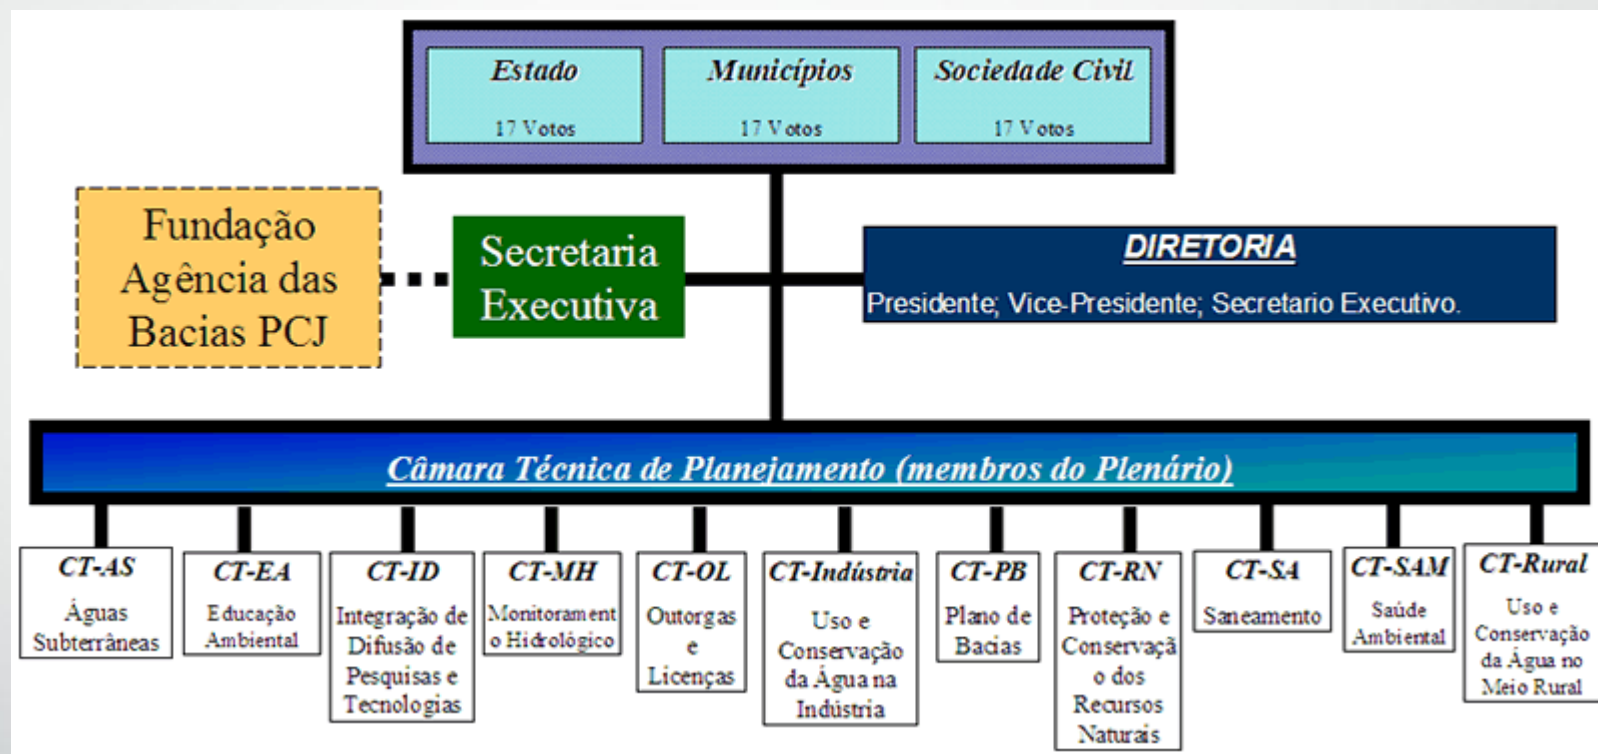 Estado
17 Votos
Municípios
17 Votos
Sociedade Civil
17 Votos
Fundação
Agência das
Bacias PCJ
Secretaria
Executiva
DIRETORIA
Presidente; Vice-Presidente; Secretario Executivo.
Câmara Técnica de Planejamento (membros do Plenário)
CT-AS
Águas
Subterrâneas
CT-EA
Educação
Ambiental
CT-ID
Integração de
Difusão de
Pesquisas e
Tecnologias
CT-MH
Monitorament
o Hidrológico
CT-OL
Outorgas
e
Licenças
CT-Indústria
Uso e
Conservação
da Água na
Indústria
CT-PB
Plano de
Bacias
CT-RN
Proteção e
Conservaçã
o dos
Recursos
Naturais
CT-SA
Saneamento
CT-SAM
Saúde
Ambiental
CT-Rural
Uso e
Conservação
da Água no
Meio Rural